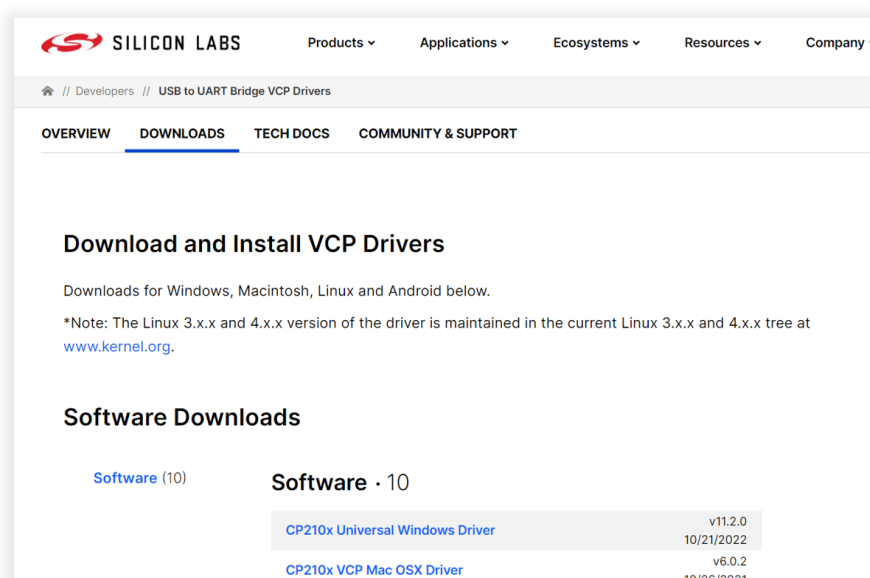 SILICON LABS
Products
Applications
Ecosystems
Resources
Company
// Developers // USB to UART Bridge VCP Drivers
OVERVIEW
DOWNLOADS
TECH DOCS
COMMUNITY & SUPPORT
Download and Install VCP Drivers
Downloads for Windows, Macintosh, Linux and Android below.
*Note: The Linux 3.x.x and 4.x.x version of the driver is maintained in the current Linux 3.x.x and 4.x.x tree at
www.kernel.org.
Software Downloads
Software (10)
Software · 10
CP210x Universal Windows Driver
v11.2.0
10/21/2022
CP210x VCP Mac OSX Driver
v6.0.2
10/26/2021